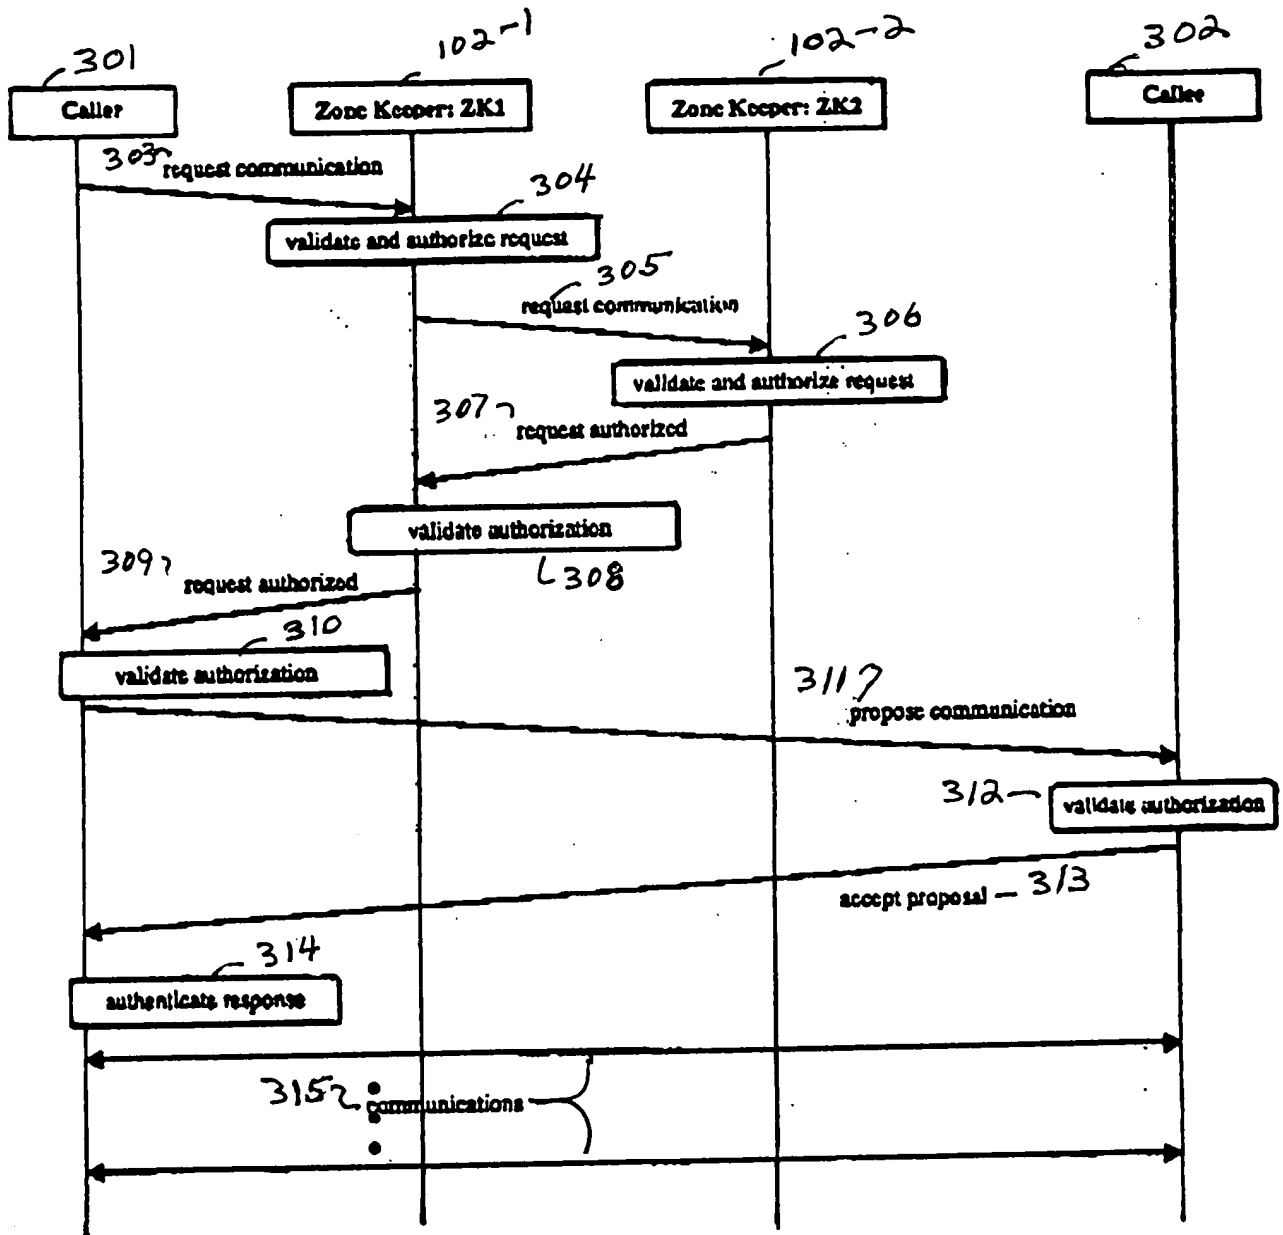 301
102-1
102-2
302
Caller
Zone Keeper: ZK1
Zone Keeper: ZK2
Callee
303
request communication
304
validate and authorize request
305
request communication
306
validate and authorize request
307
request authorized
validate authorization
308
309
request authorized
310
validate authorization
311
propose communication
312
validate authorization
accept proposal
313
314
authenticate response
315
communications